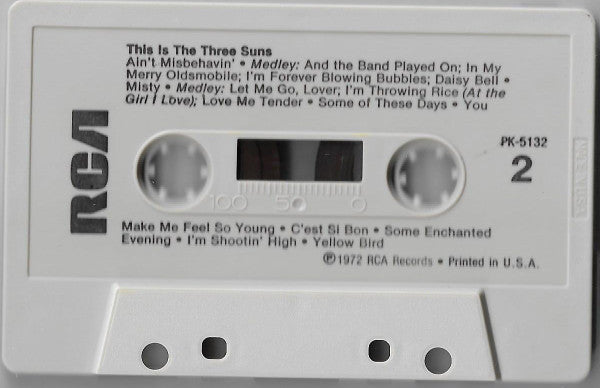 This Is The Three Suns
Ain't Misbehavin' • Medley: And the Band Played On; In My
Merry Oldsmobile; I'm Forever Blowing Bubbles; Daisy Bell •
Misty • Medley: Let Me Go, Lover; I'm Throwing Rice (At the
Girl I Love); Love Me Tender • Some of These Days • You
RCA
PK-5132
2
100 50 0
Make Me Feel So Young • C'est Si Bon • Some Enchanted
Evening • I'm Shootin' High • Yellow Bird
℗1972 RCA Records • Printed in U.S.A.